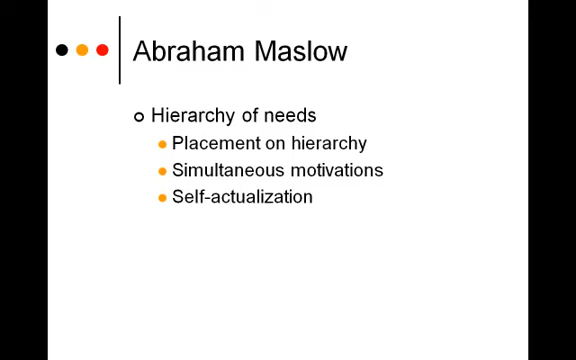 Abraham Maslow
Hierarchy of needs
Placement on hierarchy
Simultaneous motivations
Self-actualization